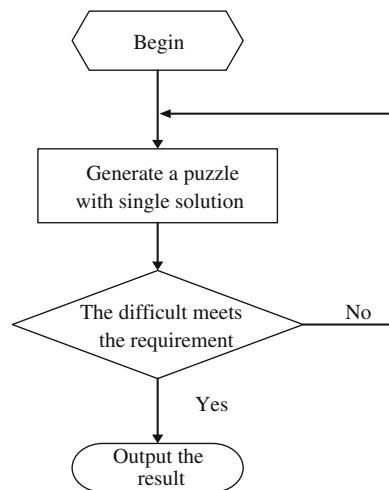 Begin
Generate a puzzle
with single solution
The difficult meets
the requirement
No
Yes
Output the
result